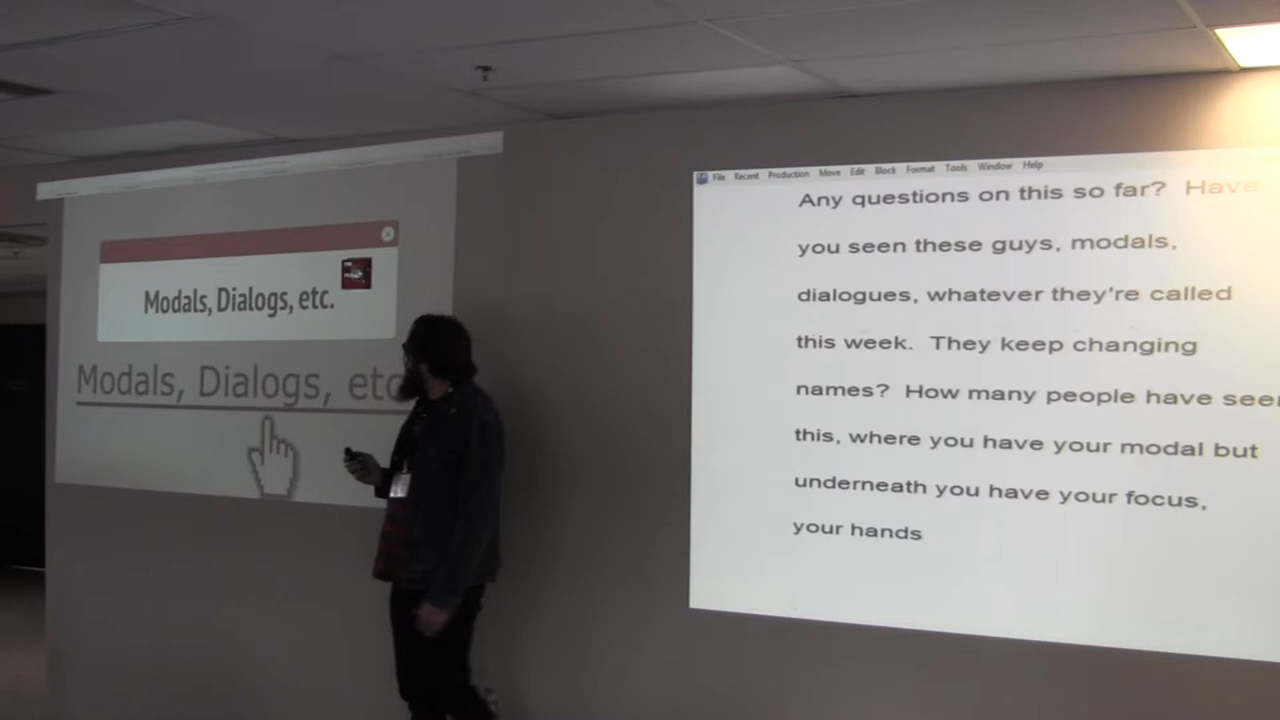 Modals, Dialogs, etc.
Modals, Dialogs, etc
File Recent Production Move Edit Block Format Tools Window Help
Any questions on this so far? Have
you seen these guys, modals,
dialogues, whatever they're called
this week. They keep changing
names? How many people have seen
this, where you have your modal but
underneath you have your focus,
your hands